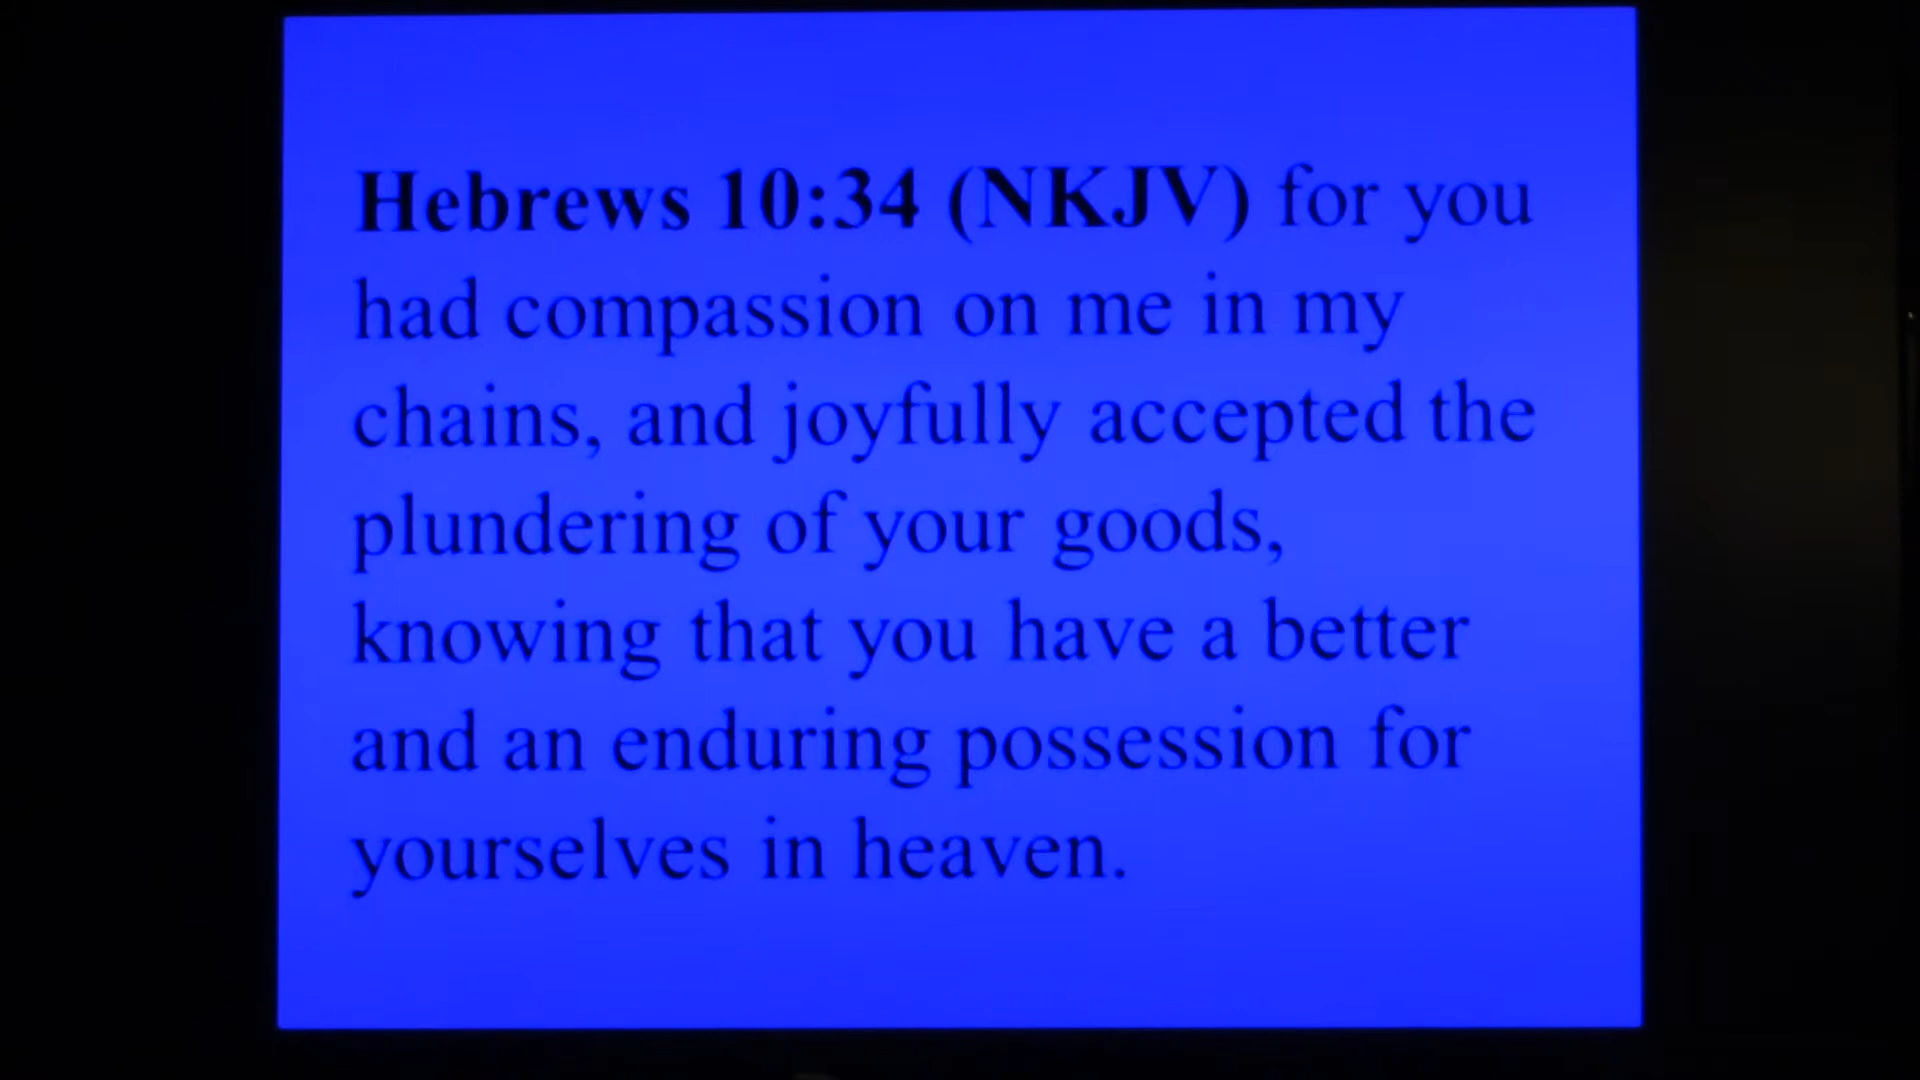 Hebrews 10:34 (NKJV) for you
had compassion on me in my
chains, and joyfully accepted the
plundering of your goods,
knowing that you have a better
and an enduring possession for
yourselves in heaven.